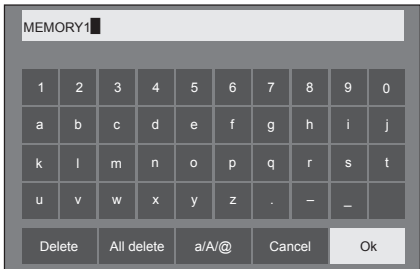 MEMORY1
1 2 3 4 5 6 7 8 9 0
a b c d e f g h i j
k l m n o p q r s t
u v w x y z . – _
Delete All delete a/A/@ Cancel Ok